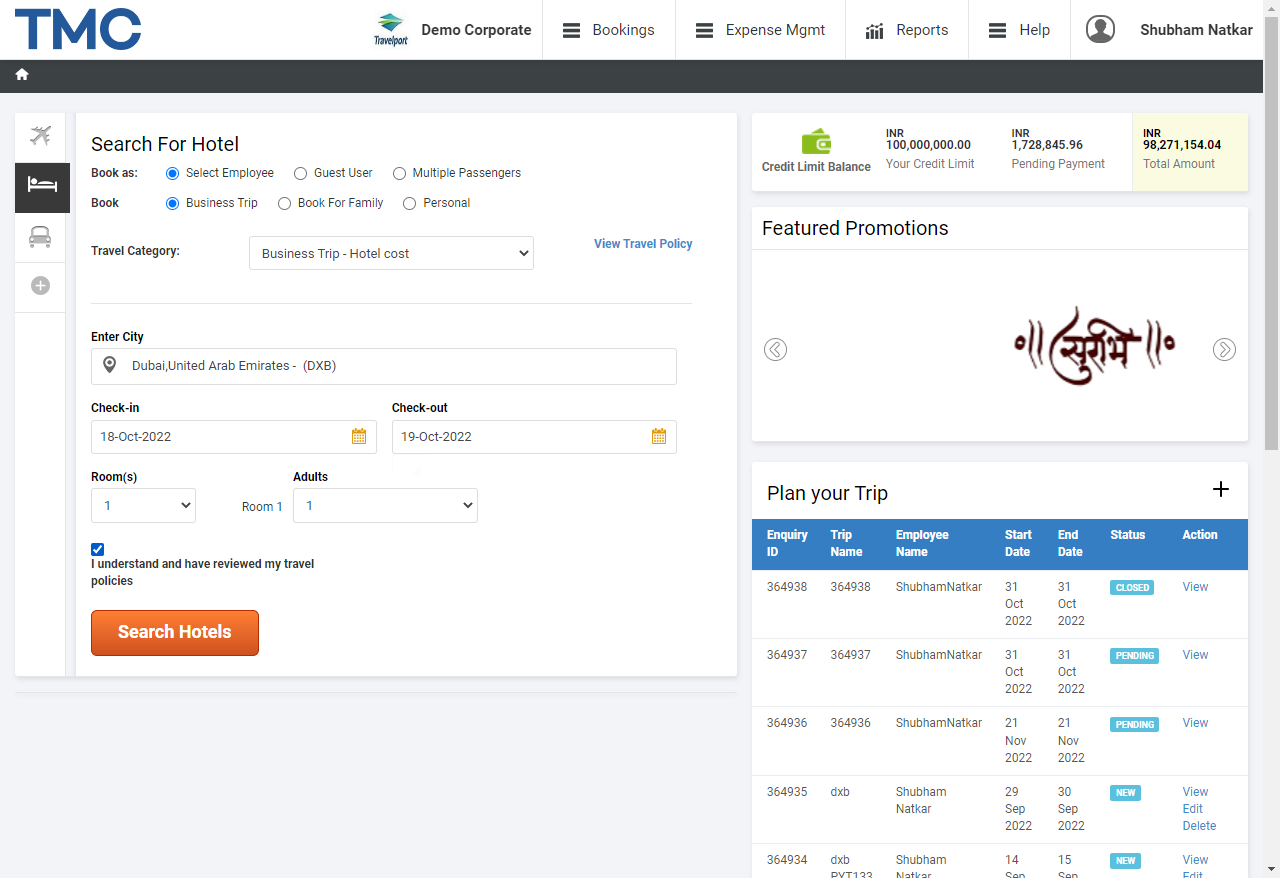 TMC
Travelport
Demo Corporate
Bookings
Expense Mgmt
Reports
Help
Shubham Natkar
Search For Hotel
Book as:
Select Employee
Guest User
Multiple Passengers
Book
Business Trip
Book For Family
Personal
Travel Category:
Business Trip - Hotel cost
View Travel Policy
Enter City
Dubai,United Arab Emirates -  (DXB)
Check-in
Check-out
18-Oct-2022
19-Oct-2022
Room(s)
Adults
1
Room 1
1
I understand and have reviewed my travel
policies
Search Hotels
Credit Limit Balance
INR
100,000,000.00
Your Credit Limit
INR
1,728,845.96
Pending Payment
INR
98,271,154.04
Total Amount
Featured Promotions
॰॥ सुरभि ॥॰
Plan your Trip
Enquiry ID Trip Name Employee Name Start Date End Date Status Action
364938 364938 ShubhamNatkar 31 Oct 2022 31 Oct 2022 CLOSED View
364937 364937 ShubhamNatkar 31 Oct 2022 31 Oct 2022 PENDING View
364936 364936 ShubhamNatkar 21 Nov 2022 21 Nov 2022 PENDING View
364935 dxb Shubham Natkar 29 Sep 2022 30 Sep 2022 NEW View Edit Delete
364934 dxb PYT133 Shubham Natkar 14 Sep 15 Sep NEW View Edit